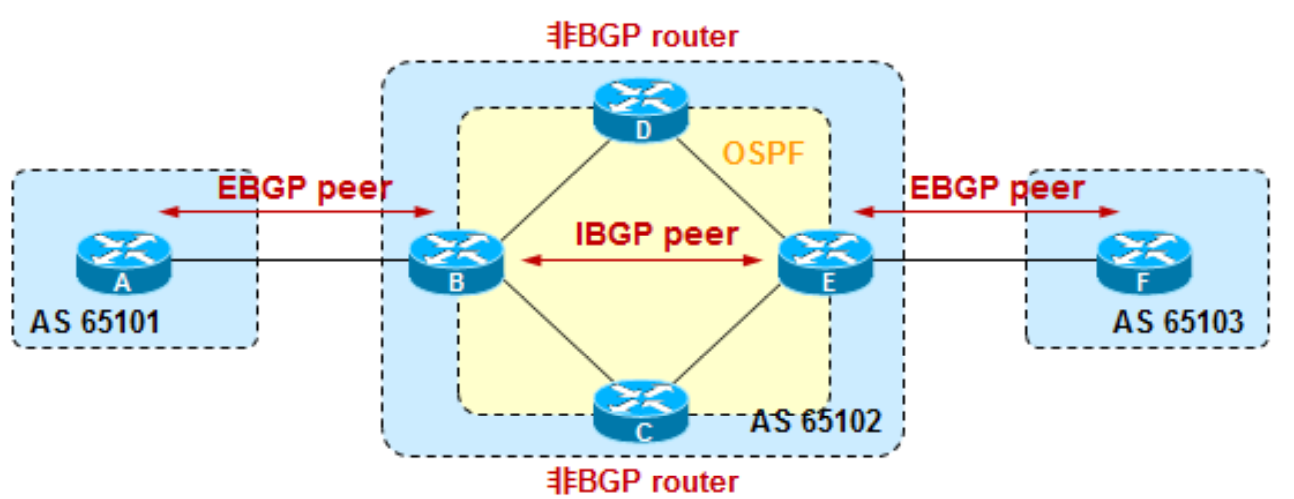 非BGP router
D
OSPF
EBGP peer
EBGP peer
IBGP peer
A
B
E
F
AS 65101
AS 65103
C
AS 65102
非BGP router